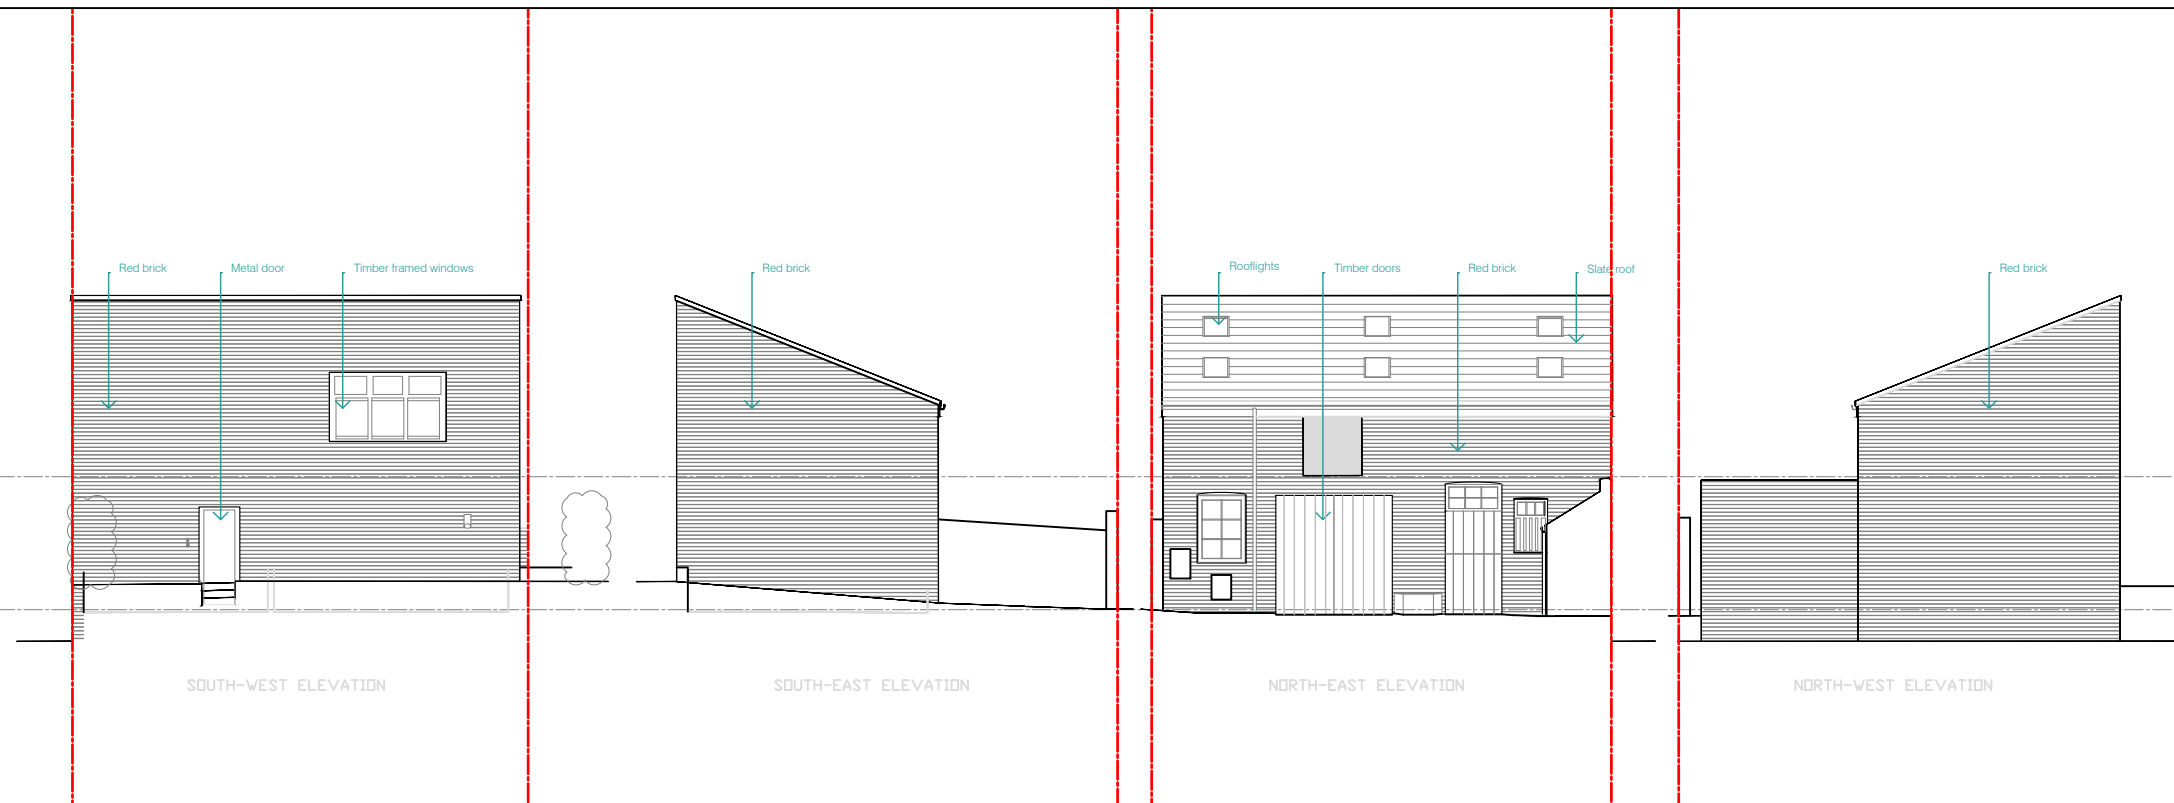 Red brick
Metal door
Timber framed windows
Red brick
Rooflights
Timber doors
Red brick
Slate roof
Red brick
SOUTH-WEST ELEVATION
SOUTH-EAST ELEVATION
NORTH-EAST ELEVATION
NORTH-WEST ELEVATION